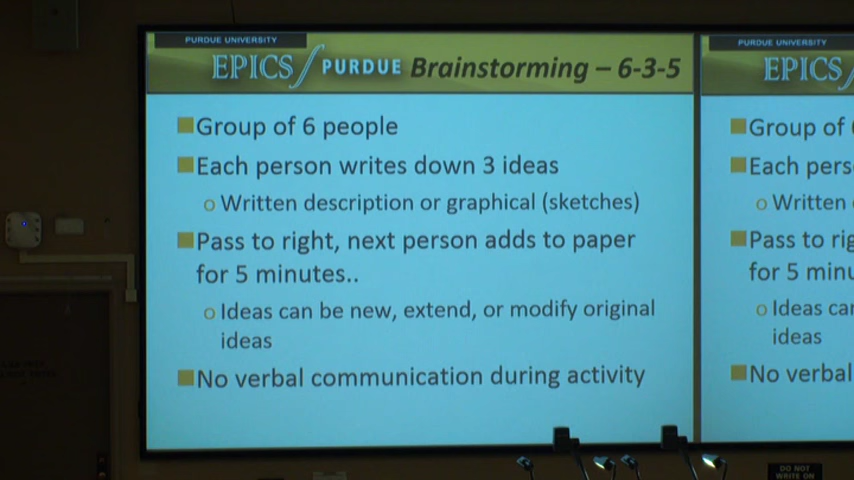 PURDUE UNIVERSITY
EPICS PURDUE Brainstorming – 6-3-5
Group of 6 people
Each person writes down 3 ideas
o Written description or graphical (sketches)
Pass to right, next person adds to paper
for 5 minutes..
o Ideas can be new, extend, or modify original
ideas
No verbal communication during activity
PURDUE UNIVERSITY
EPICS
Group of
Each pers
o Written
Pass to rig
for 5 minu
o Ideas can
ideas
No verbal
DO NOT
WRITE ON